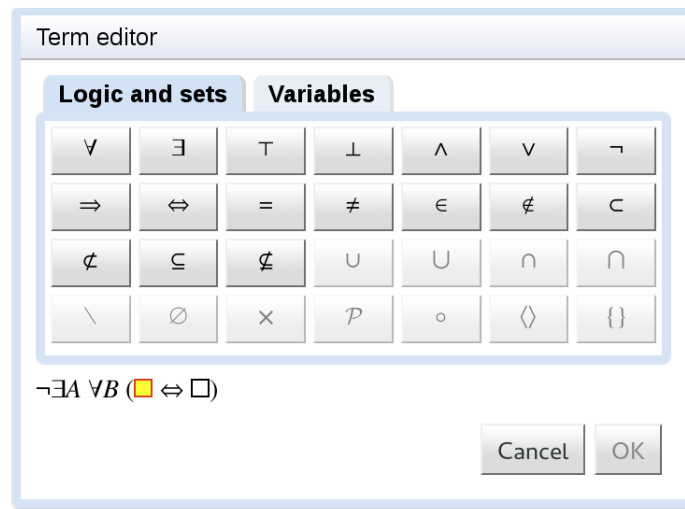 Term editor
Logic and sets Variables
∀ ∃ ⊤ ⊥ ∧ ∨ ¬
⇒ ⇔ = ≠ ∈ ∉ ⊂
⊄ ⊆ ⊈ ∪ ⋃ ∩ ⋂
\ ∅ × 𝒫 ∘ ⟨⟩ {}
¬∃A ∀B (□ ⇔ □)
Cancel OK